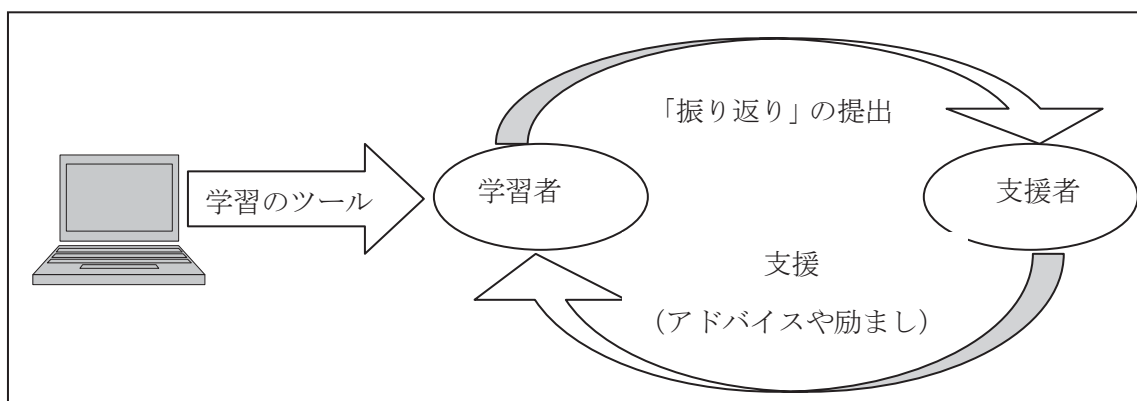 「振り返り」の提出
学習のツール
学習者
支援者
支援
（アドバイスや励まし）